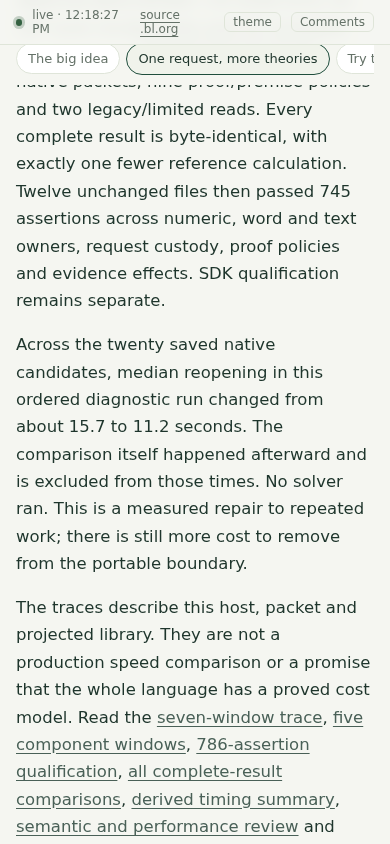 live · 12:18:27 PM
source
.bl.org
theme
Comments
The big idea
One request, more theories
Try t
native packets, nine proof/promise policies
and two legacy/limited reads. Every
complete result is byte-identical, with
exactly one fewer reference calculation.
Twelve unchanged files then passed 745
assertions across numeric, word and text
owners, request custody, proof policies
and evidence effects. SDK qualification
remains separate.
Across the twenty saved native
candidates, median reopening in this
ordered diagnostic run changed from
about 15.7 to 11.2 seconds. The
comparison itself happened afterward and
is excluded from those times. No solver
ran. This is a measured repair to repeated
work; there is still more cost to remove
from the portable boundary.
The traces describe this host, packet and
projected library. They are not a
production speed comparison or a promise
that the whole language has a proved cost
model. Read the seven-window trace, five
component windows, 786-assertion
qualification, all complete-result
comparisons, derived timing summary,
semantic and performance review and